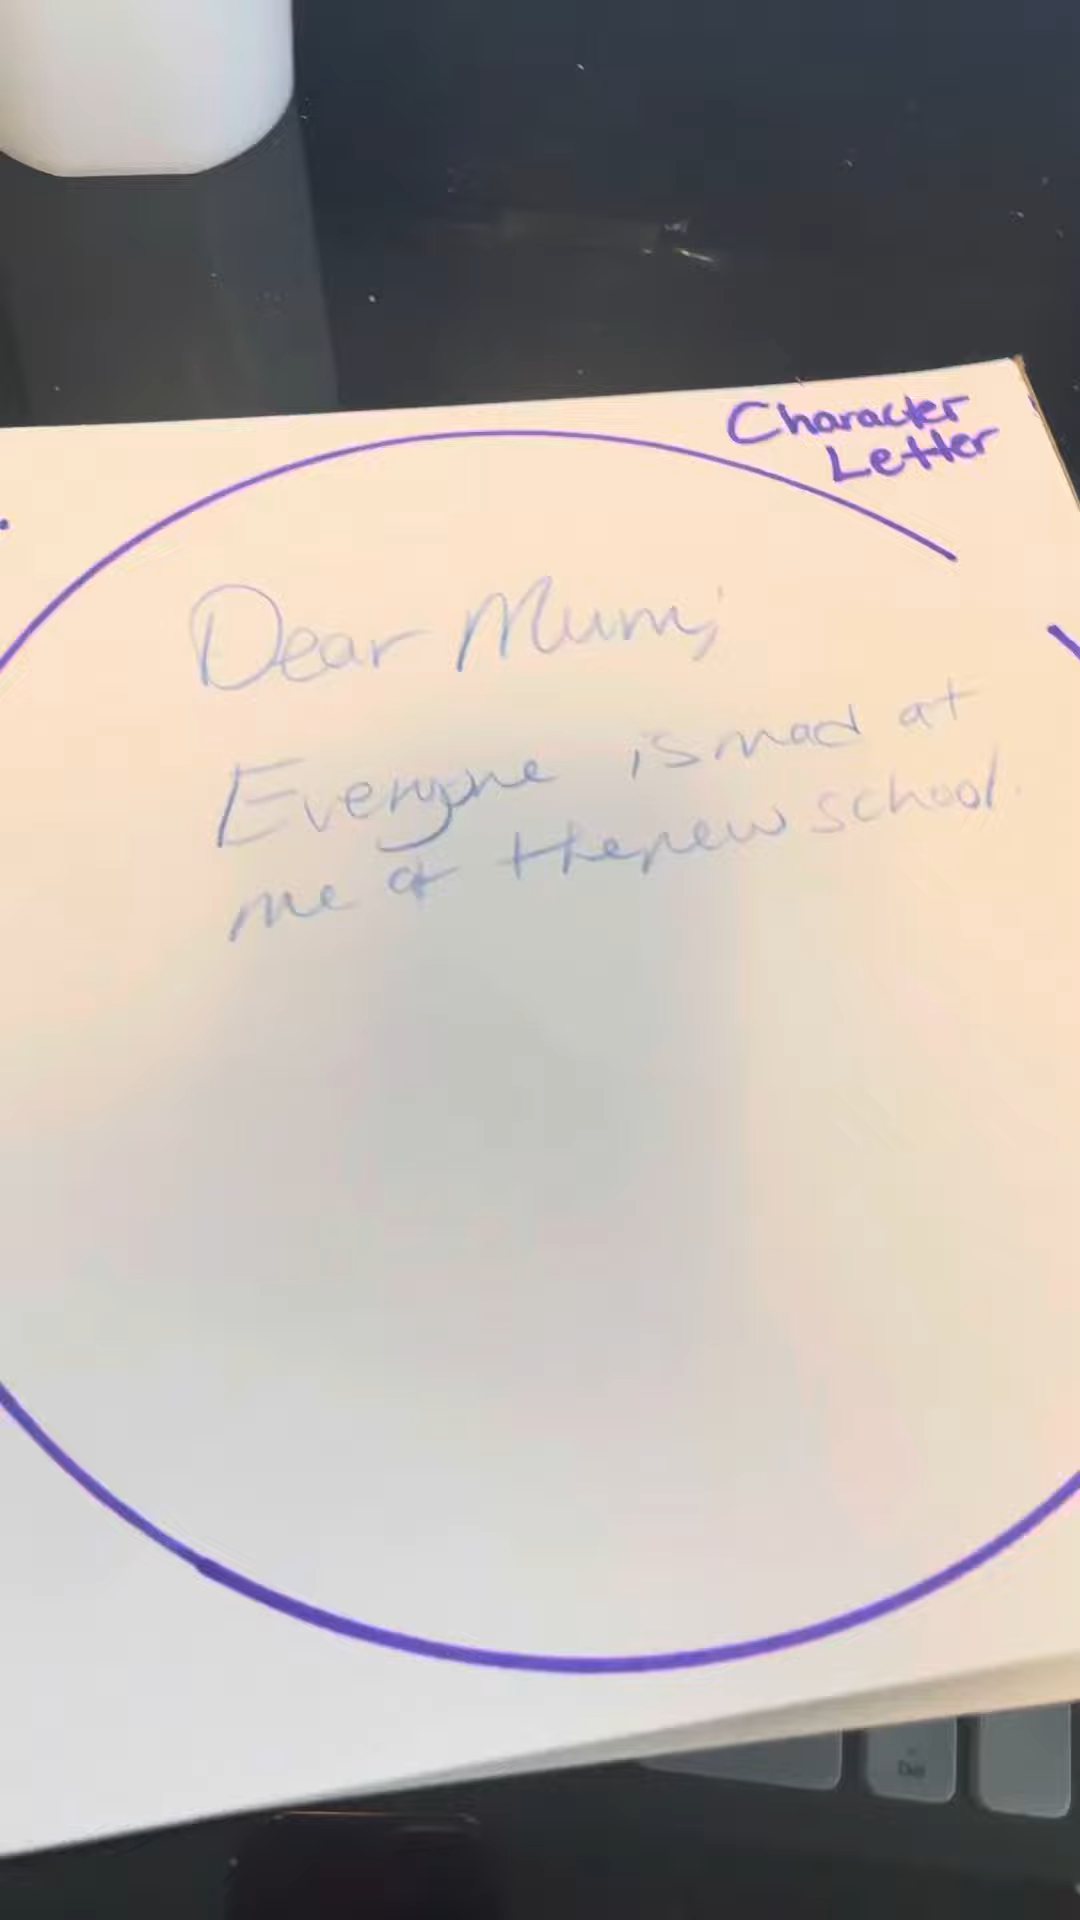 Character
Letter
Dear Mum,
Everyone is mad at
me at the new school.